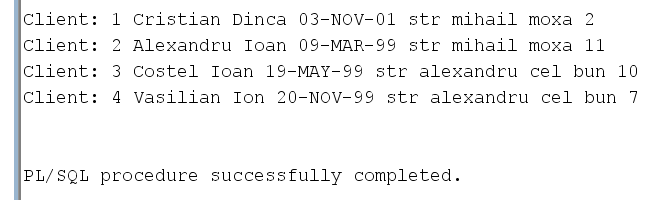 Client: 1 Cristian Dinca 03-NOV-01 str mihail moxa 2
Client: 2 Alexandru Ioan 09-MAR-99 str mihail moxa 11
Client: 3 Costel Ioan 19-MAY-99 str alexandru cel bun 10
Client: 4 Vasilian Ion 20-NOV-99 str alexandru cel bun 7
PL/SQL procedure successfully completed.